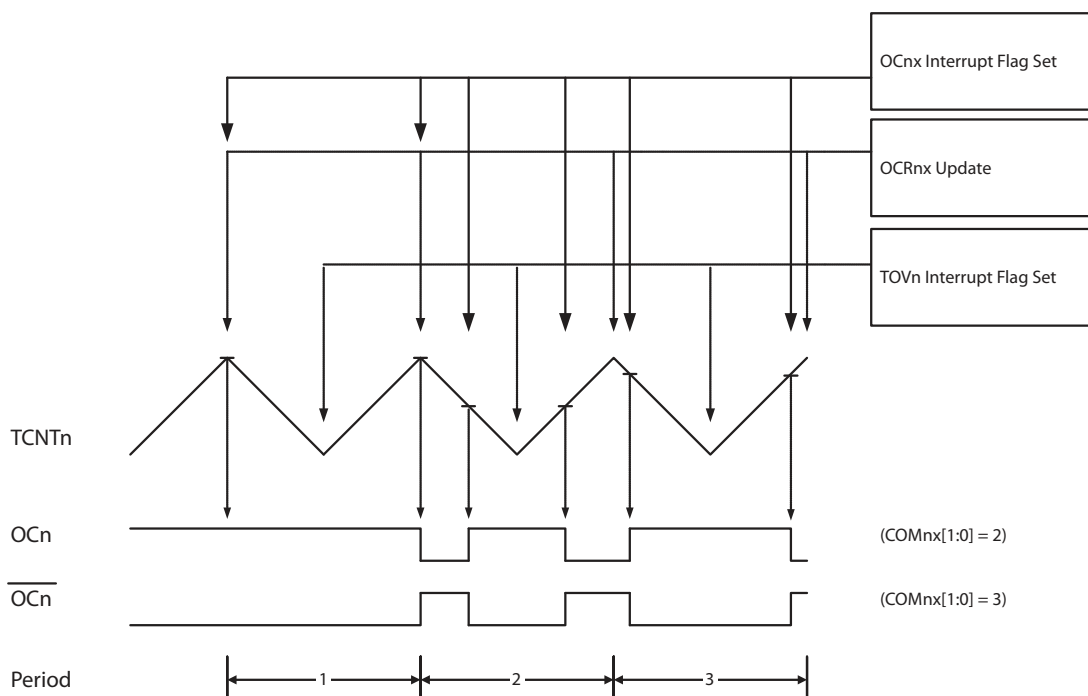 OCnx Interrupt Flag Set
OCRnx Update
TOVn Interrupt Flag Set
TCNTn
OCn
(COMnx[1:0] = 2)
OCn
(COMnx[1:0] = 3)
Period
1
2
3